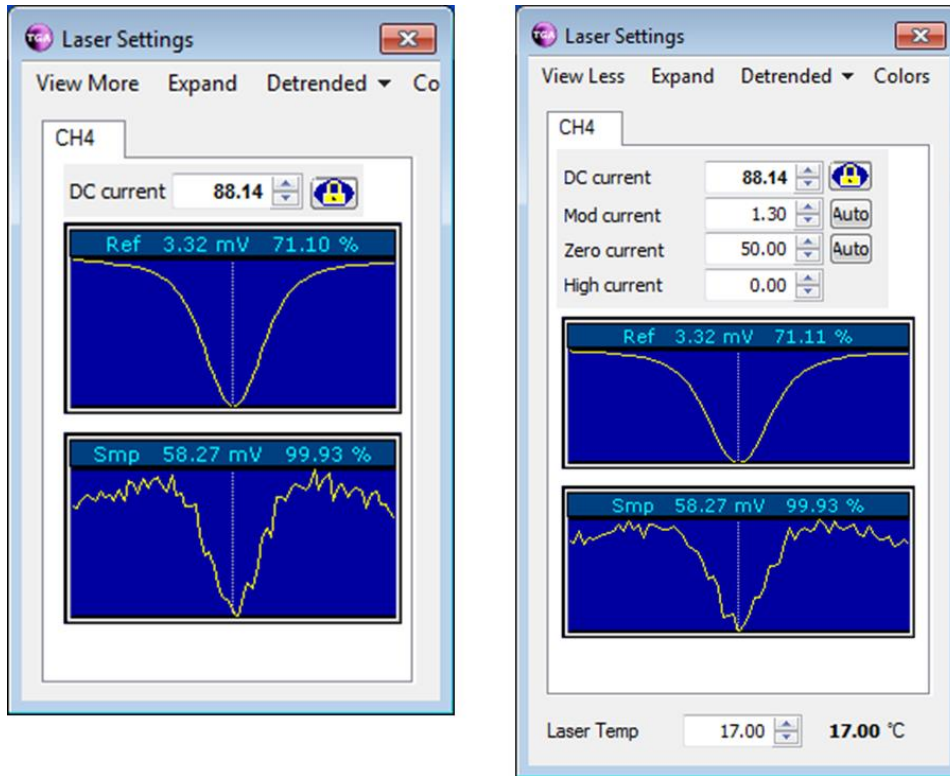 TGA Laser Settings
View More Expand Detrended Co
CH4
DC current 88.14
Ref 3.32 mV 71.10 %
Smp 58.27 mV 99.93 %
TGA Laser Settings
View Less Expand Detrended Colors
CH4
DC current 88.14
Mod current 1.30 Auto
Zero current 50.00 Auto
High current 0.00
Ref 3.32 mV 71.11 %
Smp 58.27 mV 99.93 %
Laser Temp 17.00 17.00 °C